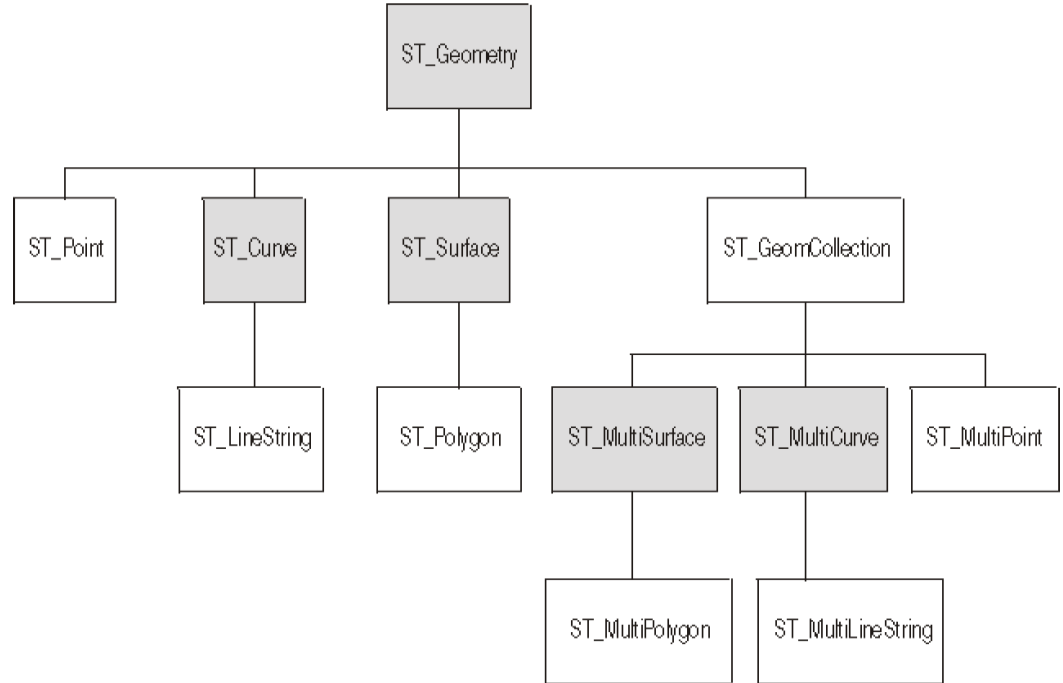 ST_Geometry
ST_Point
ST_Curve
ST_Surface
ST_GeomCollection
ST_LineString
ST_Polygon
ST_MultiSurface
ST_MultiCurve
ST_MultiPoint
ST_MultiPolygon
ST_MultiLineString